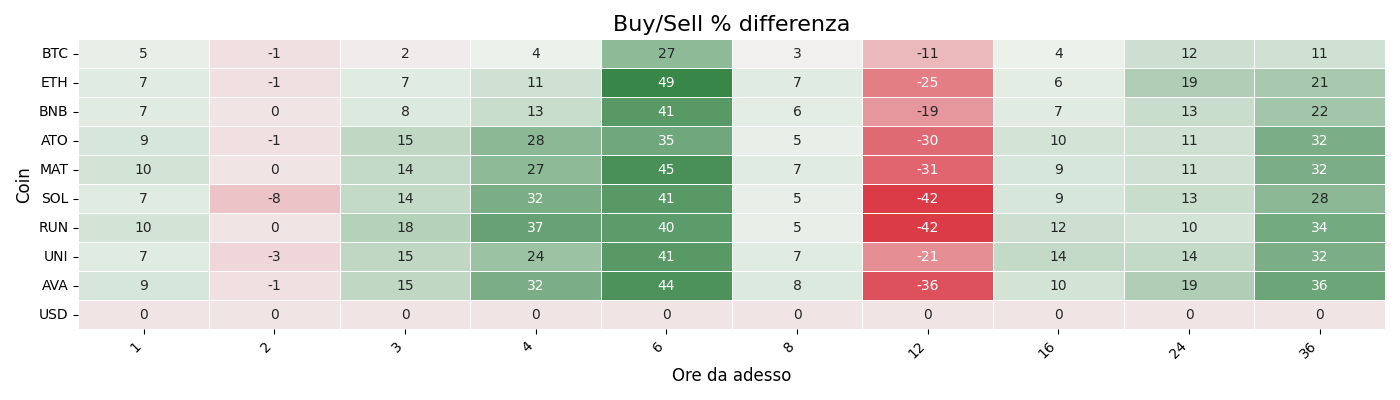 Buy/Sell % differenza
Coin
BTC 5 -1 2 4 27 3 -11 4 12 11
ETH 7 -1 7 11 49 7 -25 6 19 21
BNB 7 0 8 13 41 6 -19 7 13 22
ATO 9 -1 15 28 35 5 -30 10 11 32
MAT 10 0 14 27 45 7 -31 9 11 32
SOL 7 -8 14 32 41 5 -42 9 13 28
RUN 10 0 18 37 40 5 -42 12 10 34
UNI 7 -3 15 24 41 7 -21 14 14 32
AVA 9 -1 15 32 44 8 -36 10 19 36
USD 0 0 0 0 0 0 0 0 0 0
1 2 3 4 6 8 12 16 24 36
Ore da adesso